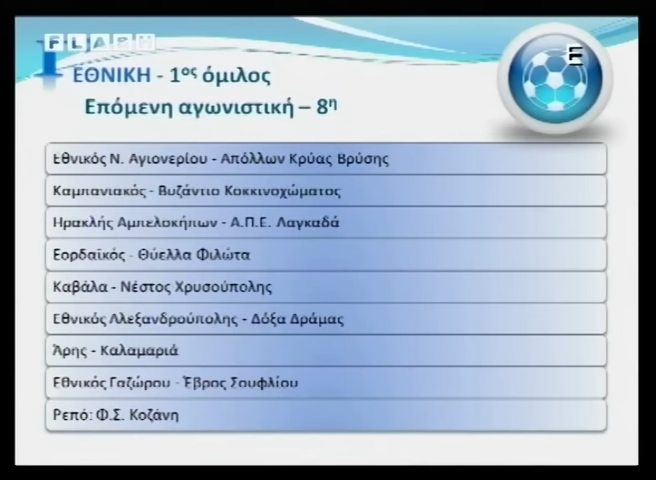 FLASH
Γ ΕΘΝΙΚΗ - 1ος όμιλος
Επόμενη αγωνιστική – 8η
Ε
Εθνικός Ν. Αγιονερίου - Απόλλων Κρύας Βρύσης
Καμπανιακός - Βυζάντιο Κοκκινοχώματος
Ηρακλής Αμπελοκήπων - Α.Π.Ε. Λαγκαδά
Εορδαϊκός - Θύελλα Φιλώτα
Καβάλα - Νέστος Χρυσούπολης
Εθνικός Αλεξανδρούπολης - Δόξα Δράμας
Άρης - Καλαμαριά
Εθνικός Γαζώρου - Έβρος Σουφλίου
Ρεπό: Φ.Σ. Κοζάνη